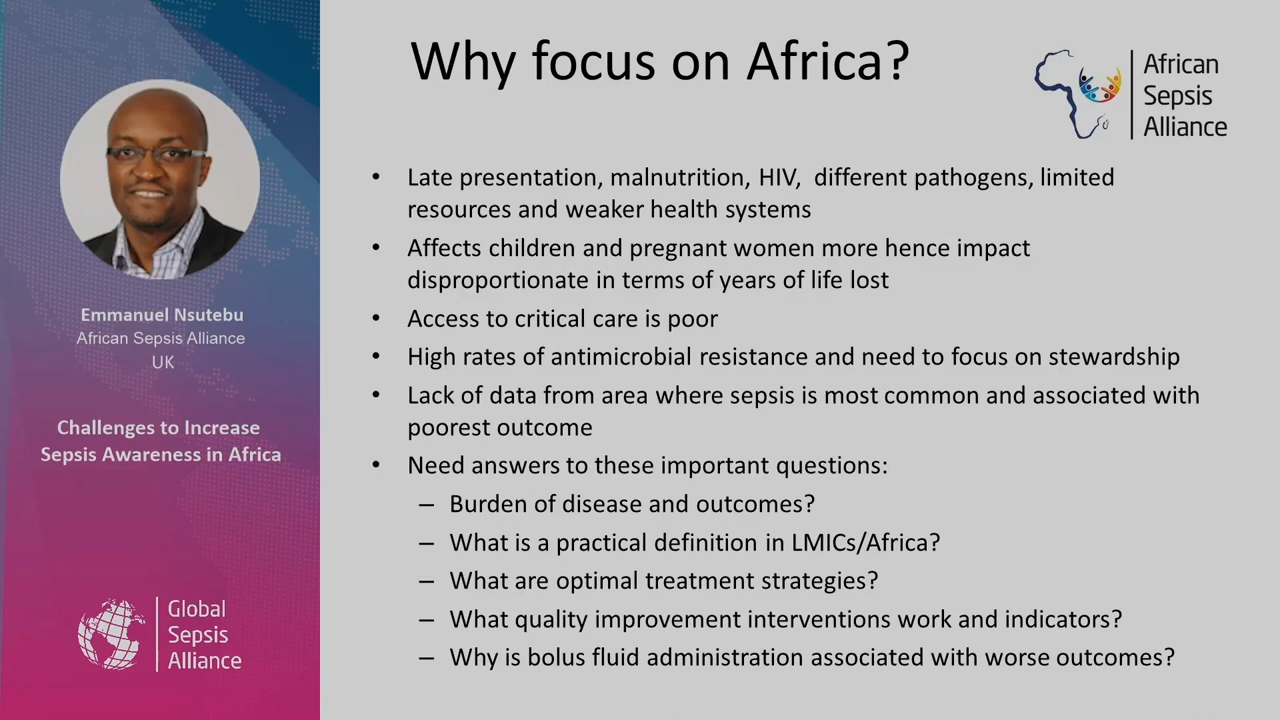 Why focus on Africa?
African
Sepsis
Alliance
Emmanuel Nsutebu
African Sepsis Alliance
UK
Challenges to Increase
Sepsis Awareness in Africa
Global
Sepsis
Alliance
• Late presentation, malnutrition, HIV, different pathogens, limited
resources and weaker health systems
• Affects children and pregnant women more hence impact
disproportionate in terms of years of life lost
• Access to critical care is poor
• High rates of antimicrobial resistance and need to focus on stewardship
• Lack of data from area where sepsis is most common and associated with
poorest outcome
• Need answers to these important questions:
– Burden of disease and outcomes?
– What is a practical definition in LMICs/Africa?
– What are optimal treatment strategies?
– What quality improvement interventions work and indicators?
– Why is bolus fluid administration associated with worse outcomes?